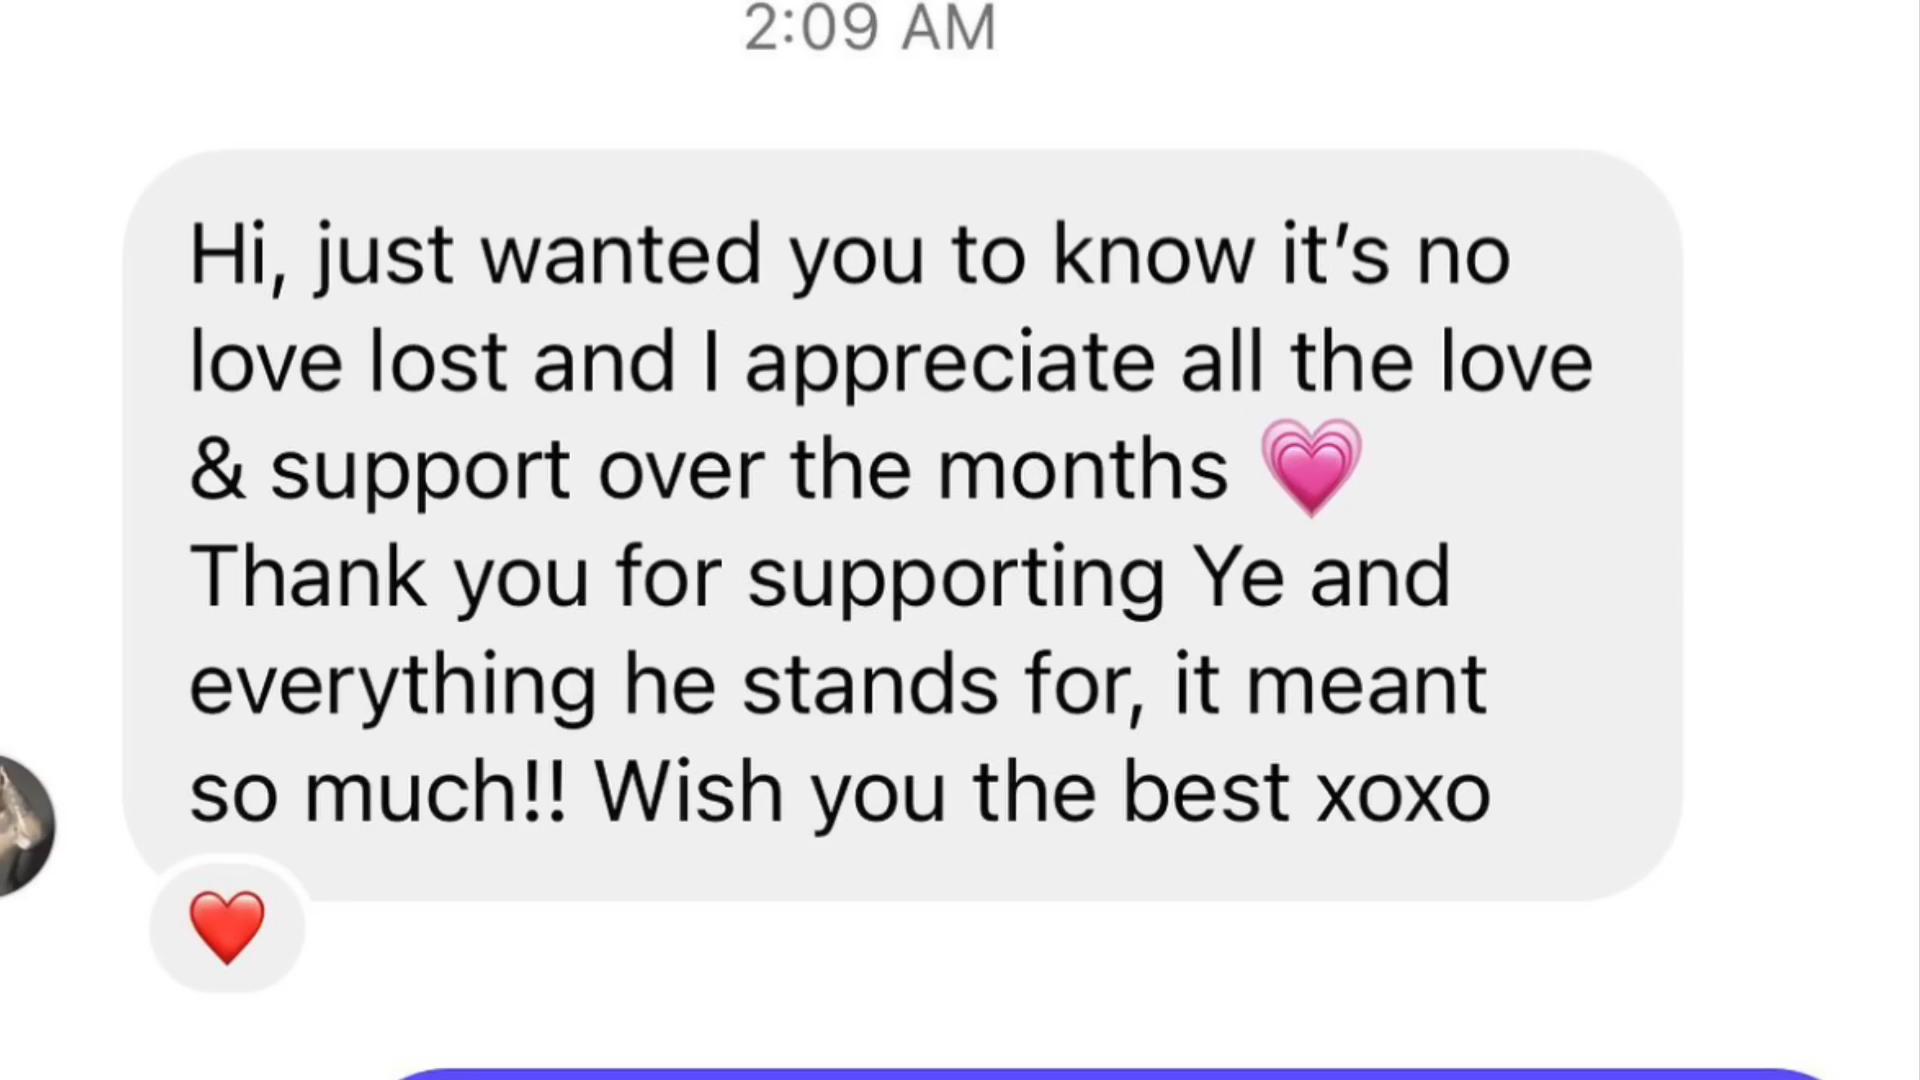 2:09 AM
Hi, just wanted you to know it’s no
love lost and I appreciate all the love
& support over the months 💗
Thank you for supporting Ye and
everything he stands for, it meant
so much!! Wish you the best xoxo